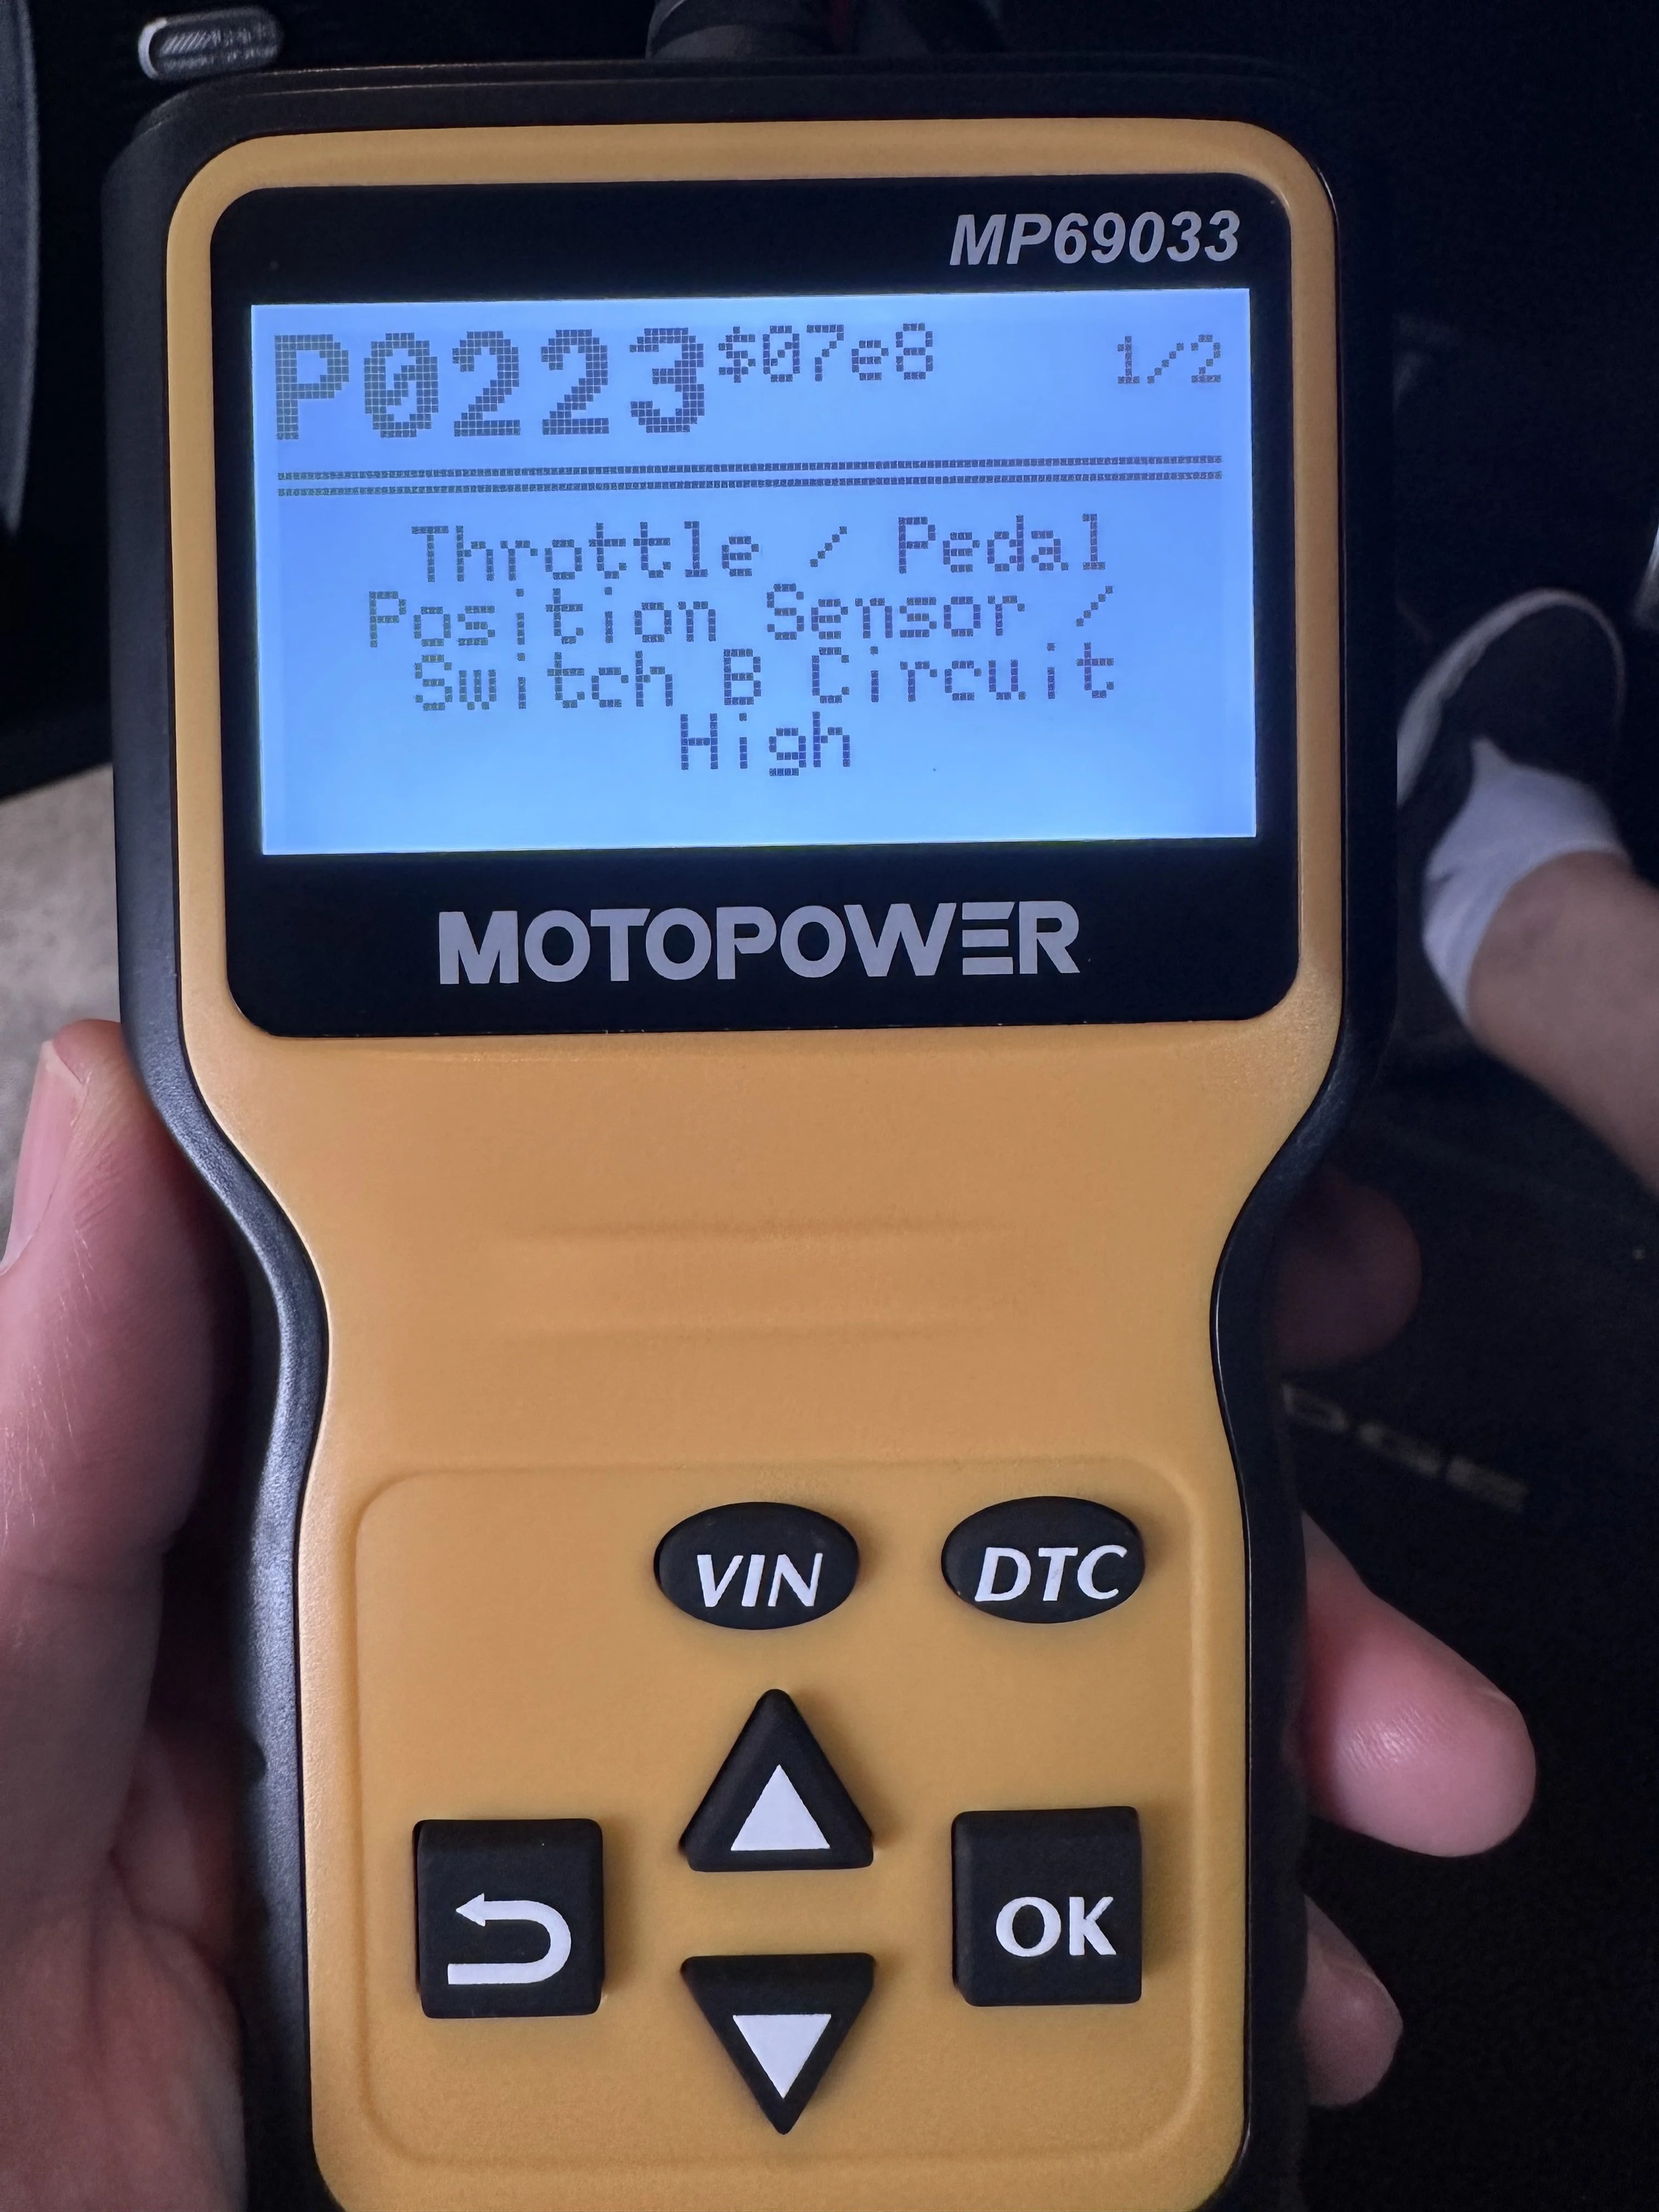 MP69033
P0223 $07e8 1/2
Throttle / Pedal
Position Sensor /
Switch B Circuit
High
MOTOPOWER
VIN DTC
OK